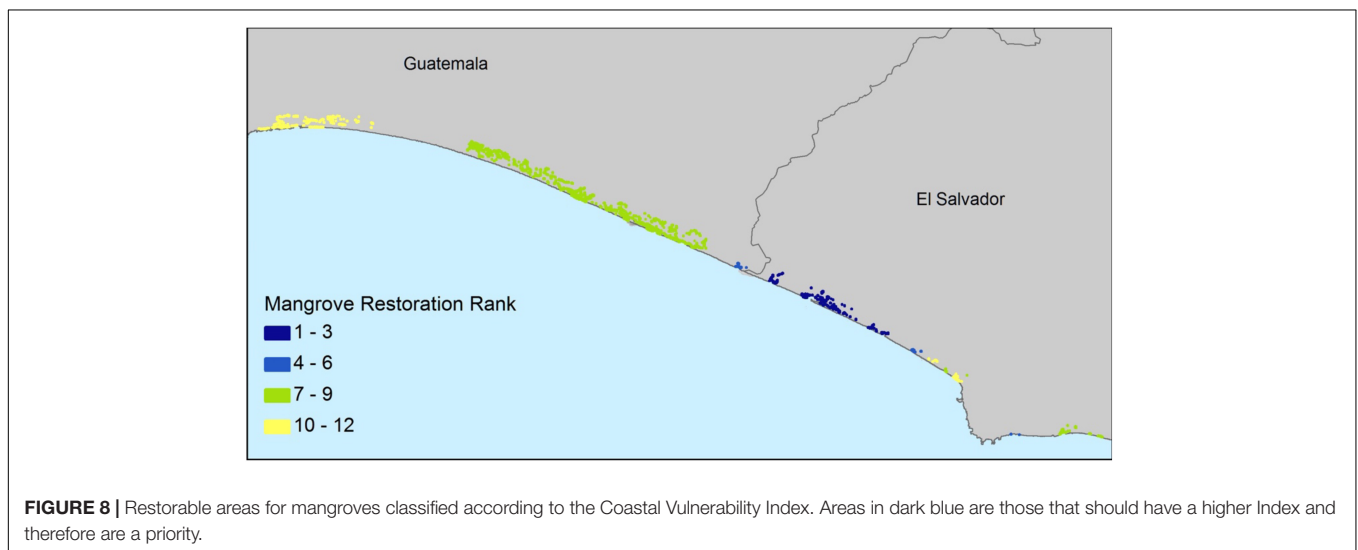 Guatemala
El Salvador
Mangrove Restoration Rank
1 - 3
4 - 6
7 - 9
10 - 12
FIGURE 8 | Restorable areas for mangroves classified according to the Coastal Vulnerability Index. Areas in dark blue are those that should have a higher Index and
therefore are a priority.